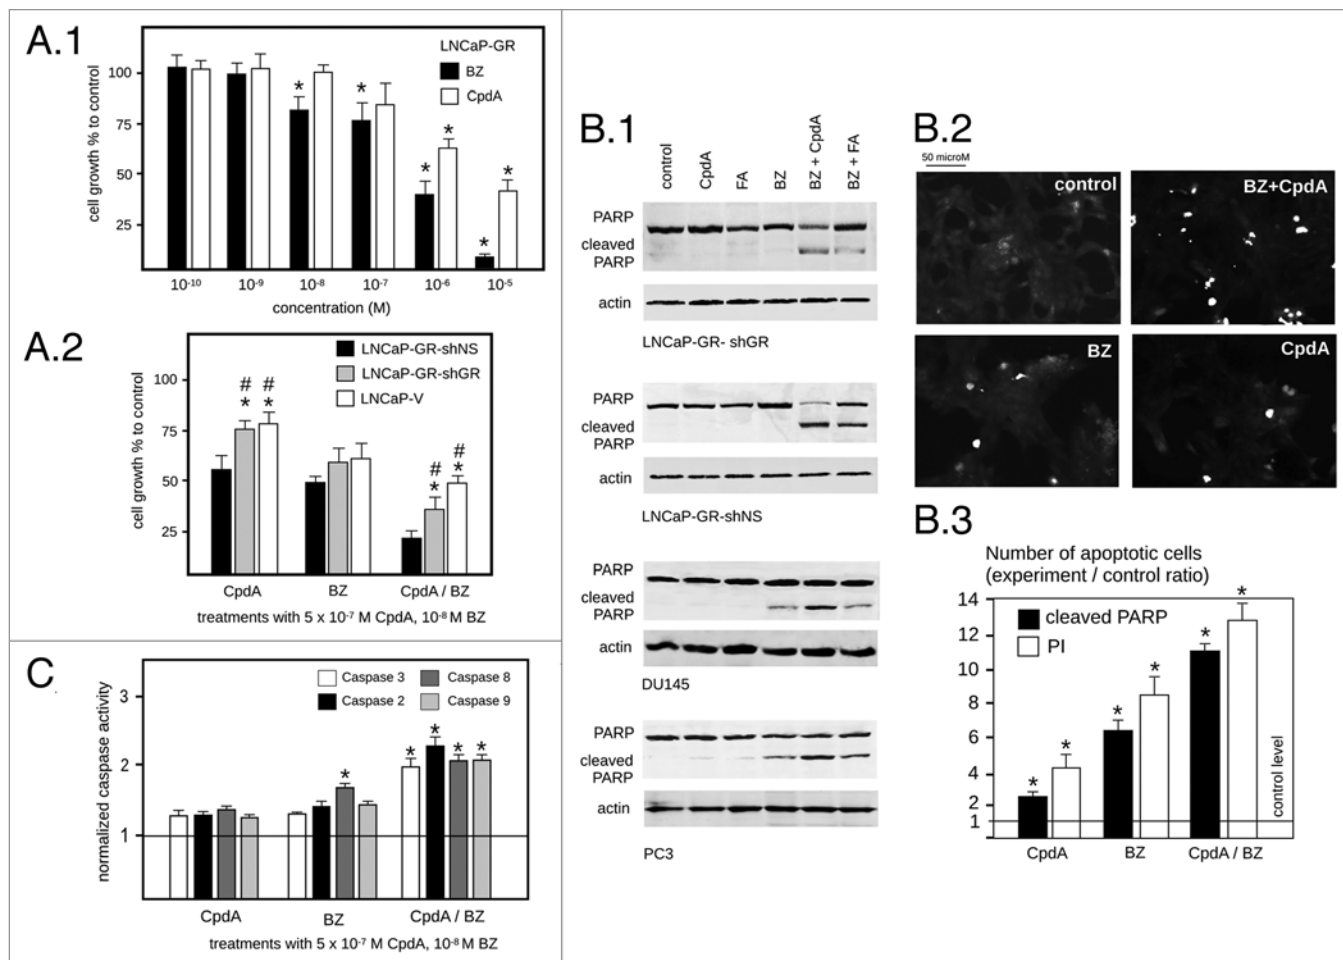 A.1
LNCaP-GR
BZ
CpdA
cell growth % to control
100
75
50
25
10-10
10-9
10-8
10-7
10-6
10-5
* * * * * *
concentration (M)
A.2
LNCaP-GR-shNS
LNCaP-GR-shGR
LNCaP-V
cell growth % to control
100
75
50
25
# #
* *
# #
* *
CpdA
BZ
CpdA / BZ
treatments with 5 x 10-7 M CpdA, 10-8 M BZ
C
Caspase 3
Caspase 8
Caspase 2
Caspase 9
normalized caspase activity
3
2
1
* * * * *
CpdA
BZ
CpdA / BZ
treatments with 5 x 10-7 M CpdA, 10-8 M BZ
B.1
control
CpdA
FA
BZ
BZ + CpdA
BZ + FA
PARP
cleaved
PARP
actin
LNCaP-GR- shGR
PARP
cleaved
PARP
actin
LNCaP-GR-shNS
PARP
cleaved
PARP
actin
DU145
PARP
cleaved
PARP
actin
PC3
B.2
50 microM
control
BZ+CpdA
BZ
CpdA
B.3
Number of apoptotic cells
(experiment / control ratio)
cleaved PARP
PI
14
12
10
8
6
4
2
1
* * * * * *
control level
CpdA
BZ
CpdA / BZ